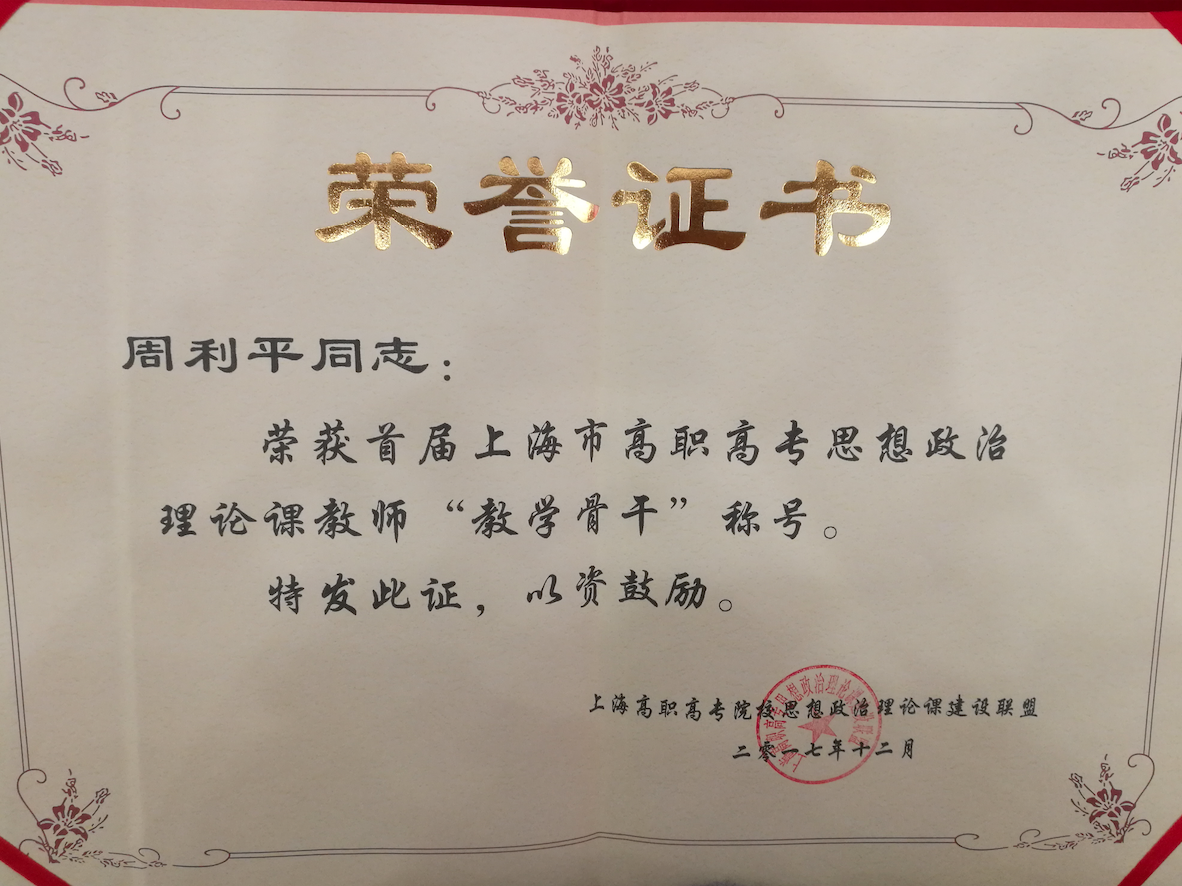 荣誉证书
周利平同志：
荣获首届上海市高职高专思想政治
理论课教师“教学骨干”称号。
特发此证，以资鼓励。
上海高职高专院校思想政治理论课建设联盟
二零一七年十二月